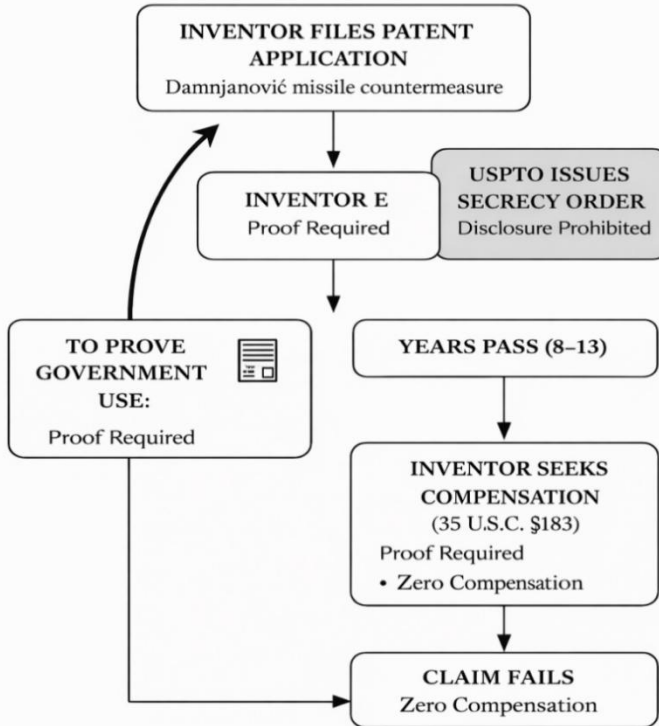 INVENTOR FILES PATENT
APPLICATION
Damnjanović missile countermeasure
INVENTOR E
Proof Required
USPTO ISSUES
SECRECY ORDER
Disclosure Prohibited
TO PROVE
GOVERNMENT
USE:
Proof Required
YEARS PASS (8–13)
INVENTOR SEEKS
COMPENSATION
(35 U.S.C. $183)
Proof Required
• Zero Compensation
CLAIM FAILS
Zero Compensation